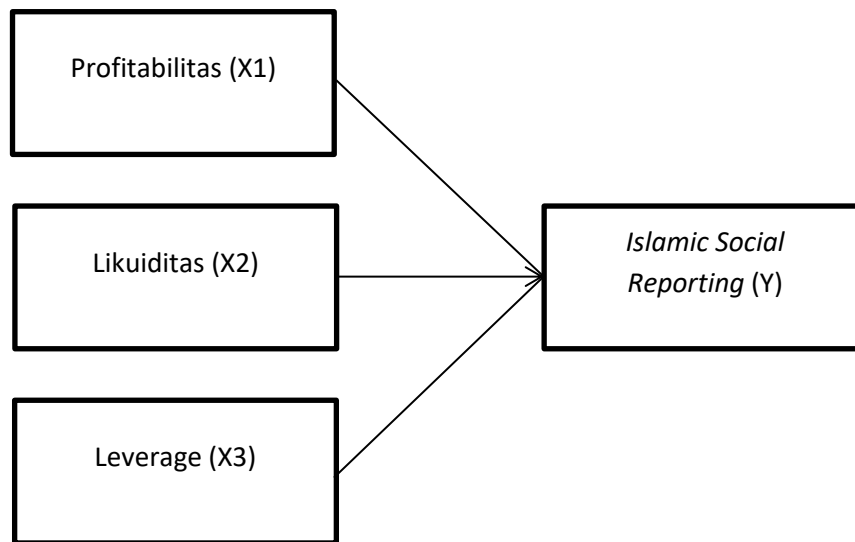 Profitabilitas (X1)
Likuiditas (X2)
Islamic Social
Reporting (Y)
Leverage (X3)